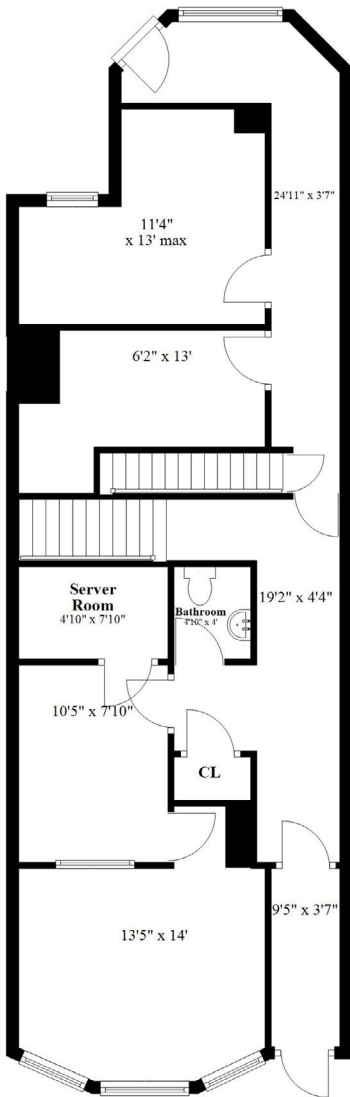 24'11" x 3'7"
11'4"
x 13' max
6'2" x 13'
Server
Room
4'10" x 7'10"
Bathroom
4'10" x 4'
19'2" x 4'4"
10'5" x 7'10"
CL
9'5" x 3'7"
13'5" x 14'